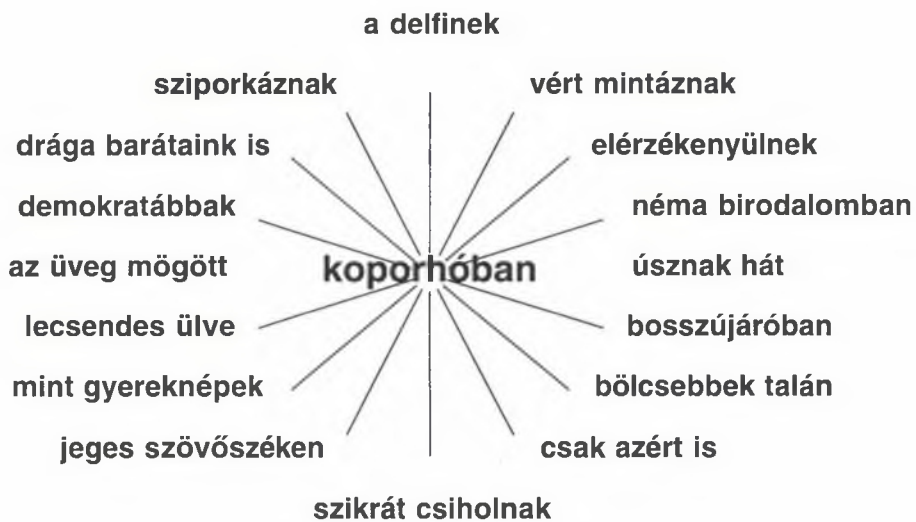 a delfinek
sziporkáznak vért mintáznak
drága barátaink is elérzékenyülnek
demokratábbak néma birodalomban
az üveg mögött koporhóban úsznak hát
lecsendes ülve bosszújáróban
mint gyereknépek bölcsebbek talán
jeges szövőszéken csak azért is
szikrát csiholnak